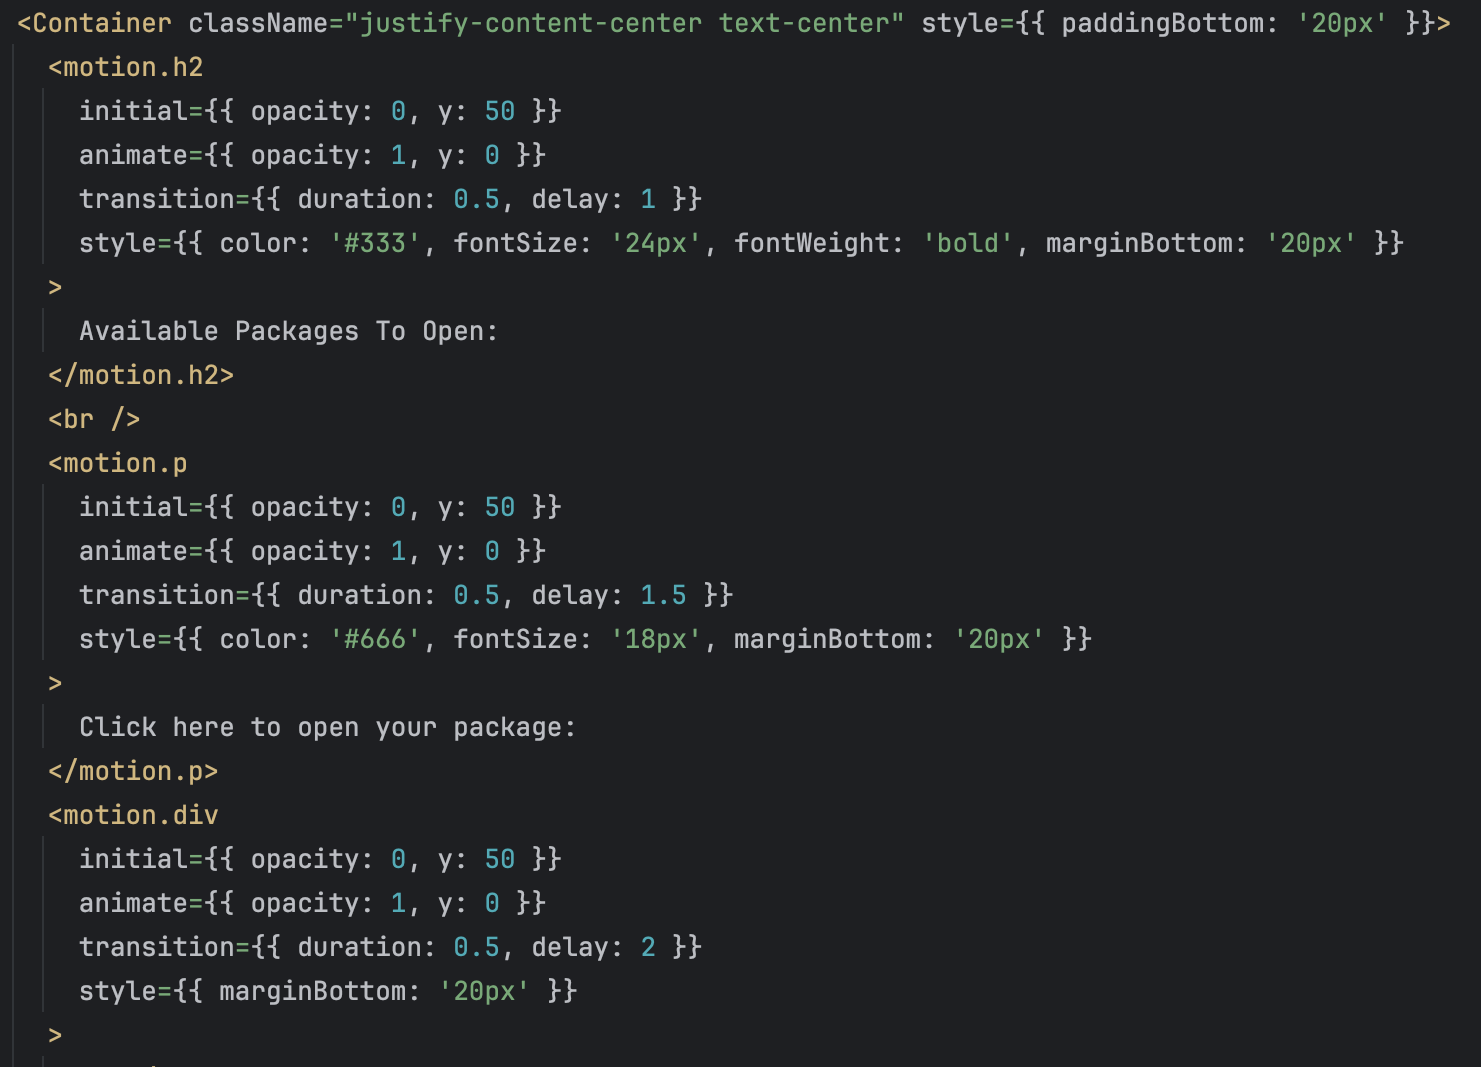 <Container className="justify-content-center text-center" style={{ paddingBottom: '20px' }}>
<motion.h2
initial={{ opacity: 0, y: 50 }}
animate={{ opacity: 1, y: 0 }}
transition={{ duration: 0.5, delay: 1 }}
style={{ color: '#333', fontSize: '24px', fontWeight: 'bold', marginBottom: '20px' }}
>
Available Packages To Open:
</motion.h2>
<br />
<motion.p
initial={{ opacity: 0, y: 50 }}
animate={{ opacity: 1, y: 0 }}
transition={{ duration: 0.5, delay: 1.5 }}
style={{ color: '#666', fontSize: '18px', marginBottom: '20px' }}
>
Click here to open your package:
</motion.p>
<motion.div
initial={{ opacity: 0, y: 50 }}
animate={{ opacity: 1, y: 0 }}
transition={{ duration: 0.5, delay: 2 }}
style={{ marginBottom: '20px' }}
>